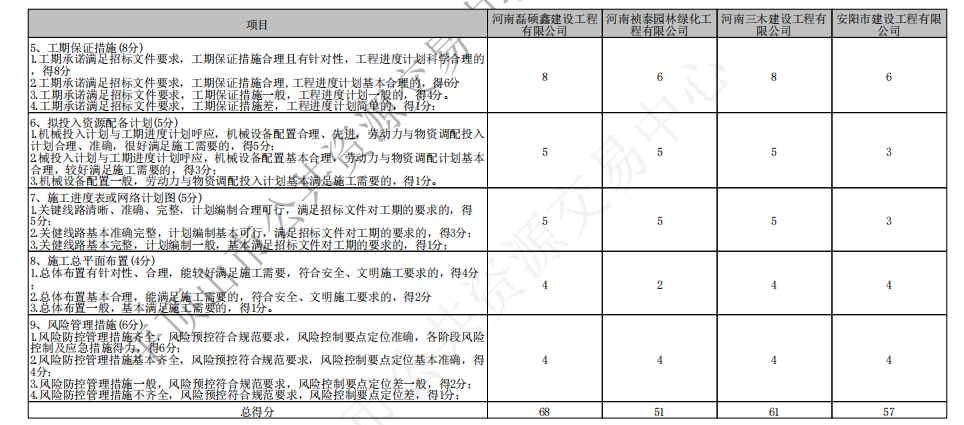 项目
河南磊硕鑫建设工程
有限公司
河南祯泰园林绿化工
程有限公司
河南三木建设工程有
限公司
安阳市建设工程有限
公司
5、工期保证措施(8分)
1.工期承诺满足招标文件要求，工期保证措施合理且有针对性，工程进度计划科学合理的
，得8分
2.工期承诺满足招标文件要求，工期保证措施合理，工程进度计划基本合理的，得6分
3.工期承诺满足招标文件要求，工期保证措施一般，工程进度计划一般的，得4分。
4.工期承诺满足招标文件要求，工期保证措施差，工程进度计划简单的，得1分；
8
6
8
6
6、拟投入资源配备计划(5分)
1.机械投入计划与工期进度计划呼应，机械设备配置合理、先进，劳动力与物资调配投入
计划合理、准确，很好满足施工需要的，得5分；
2.械投入计划与工期进度计划呼应，机械设备配置基本合理，劳动力与物资调配计划基本
合理，较好满足施工需要的，得3分；
3.机械设备配置一般，劳动力与物资调配投入计划基本满足施工需要的，得1分。
5
5
5
3
7、施工进度表或网络计划图(5分)
1.关键线路清晰、准确、完整，计划编制合理可行，满足招标文件对工期的要求的，得
5分；
2.关健线路基本准确完整，计划编制基本可行，满足招标文件对工期的要求的，得3分；
3.关健线路基本完整，计划编制一般，基本满足招标文件对工期的要求的，得1分；
5
5
5
3
8、施工总平面布置(4分)
1.总体布置有针对性、合理，能较好满足施工需要，符合安全、文明施工要求的，得4分
；
2.总体布置基本合理，能满足施工需要的，符合安全、文明施工要求的，得2分
3.总体布置一般，基本满足施工需要的，得1分。
4
2
4
4
9、风险管理措施(6分)
1.风险防控管理措施齐全，风险预控符合规范要求，风险控制要点定位准确，各阶段风险
控制及应急措施得力，得6分；
2.风险防控管理措施基本齐全，风险预控符合规范要求，风险控制要点定位基本准确，得
4分；
3.风险防控管理措施一般，风险预控符合规范要求，风险控制要点定位差一般，得2分；
4.风险防控管理措施不齐全，风险预控符合规范要求，风险控制要点定位差，得1分；
4
4
4
4
总得分
68
51
61
57
平顶山市公共资源交易
市公共资源交易中心